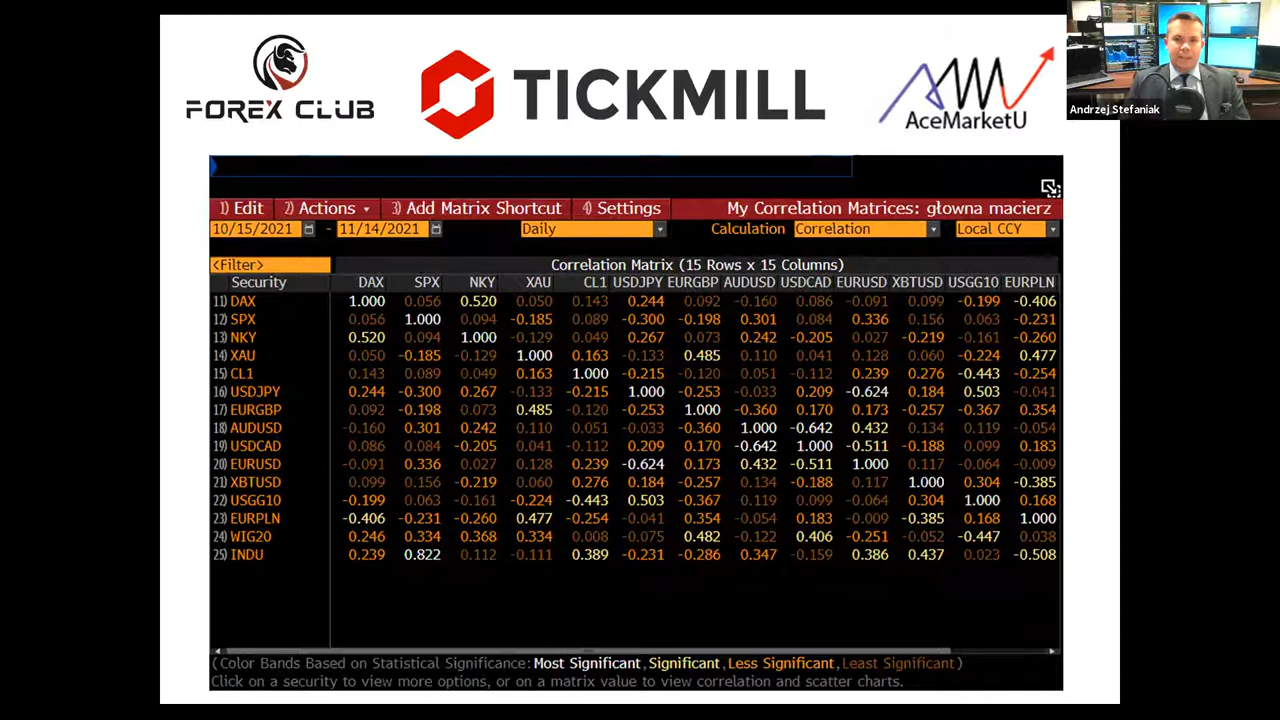 FOREX CLUB
TICKMILL
AceMarketU
Andrzej Stefaniak
1) Edit 2) Actions 3) Add Matrix Shortcut 4) Settings My Correlation Matrices: głowna macierz
10/15/2021 - 11/14/2021 Daily Calculation Correlation Local CCY
<Filter> Correlation Matrix (15 Rows x 15 Columns)
Security DAX SPX NKY XAU CL1 USDJPY EURGBP AUDUSD USDCAD EURUSD XBTUSD USGG10 EURPLN
11) DAX 1.000 0.056 0.520 0.050 0.143 0.244 0.092 -0.160 0.086 -0.091 0.099 -0.199 -0.406
12) SPX 0.056 1.000 0.094 -0.185 0.089 -0.300 -0.198 0.301 0.084 0.336 0.156 0.063 -0.231
13) NKY 0.520 0.094 1.000 -0.129 0.049 0.267 0.073 0.242 -0.205 0.027 -0.219 -0.161 -0.260
14) XAU 0.050 -0.185 -0.129 1.000 0.163 -0.133 0.485 0.110 0.041 0.128 0.060 -0.224 0.477
15) CL1 0.143 0.089 0.049 0.163 1.000 -0.215 -0.120 0.051 -0.112 0.239 0.276 -0.443 -0.254
16) USDJPY 0.244 -0.300 0.267 -0.133 -0.215 1.000 -0.253 -0.033 0.209 -0.624 0.184 0.503 -0.041
17) EURGBP 0.092 -0.198 0.073 0.485 -0.120 -0.253 1.000 -0.360 0.170 0.173 -0.257 -0.367 0.354
18) AUDUSD -0.160 0.301 0.242 0.110 0.051 -0.033 -0.360 1.000 -0.642 0.432 0.134 0.119 -0.054
19) USDCAD 0.086 0.084 -0.205 0.041 -0.112 0.209 0.170 -0.642 1.000 -0.511 -0.188 0.099 0.183
20) EURUSD -0.091 0.336 0.027 0.128 0.239 -0.624 0.173 0.432 -0.511 1.000 0.117 -0.064 -0.009
21) XBTUSD 0.099 0.156 -0.219 0.060 0.276 0.184 -0.257 0.134 -0.188 0.117 1.000 0.304 -0.385
22) USGG10 -0.199 0.063 -0.161 -0.224 -0.443 0.503 -0.367 0.119 0.099 -0.064 0.304 1.000 0.168
23) EURPLN -0.406 -0.231 -0.260 0.477 -0.254 -0.041 0.354 -0.054 0.183 -0.009 -0.385 0.168 1.000
24) WIG20 0.246 0.334 0.368 0.334 0.008 -0.075 0.482 -0.122 0.406 -0.251 -0.052 -0.447 0.038
25) INDU 0.239 0.822 0.112 -0.111 0.389 -0.231 -0.286 0.347 -0.159 0.386 0.437 0.023 -0.508
(Color Bands Based on Statistical Significance: Most Significant, Significant, Less Significant, Least Significant)
Click on a security to view more options, or on a matrix value to view correlation and scatter charts.